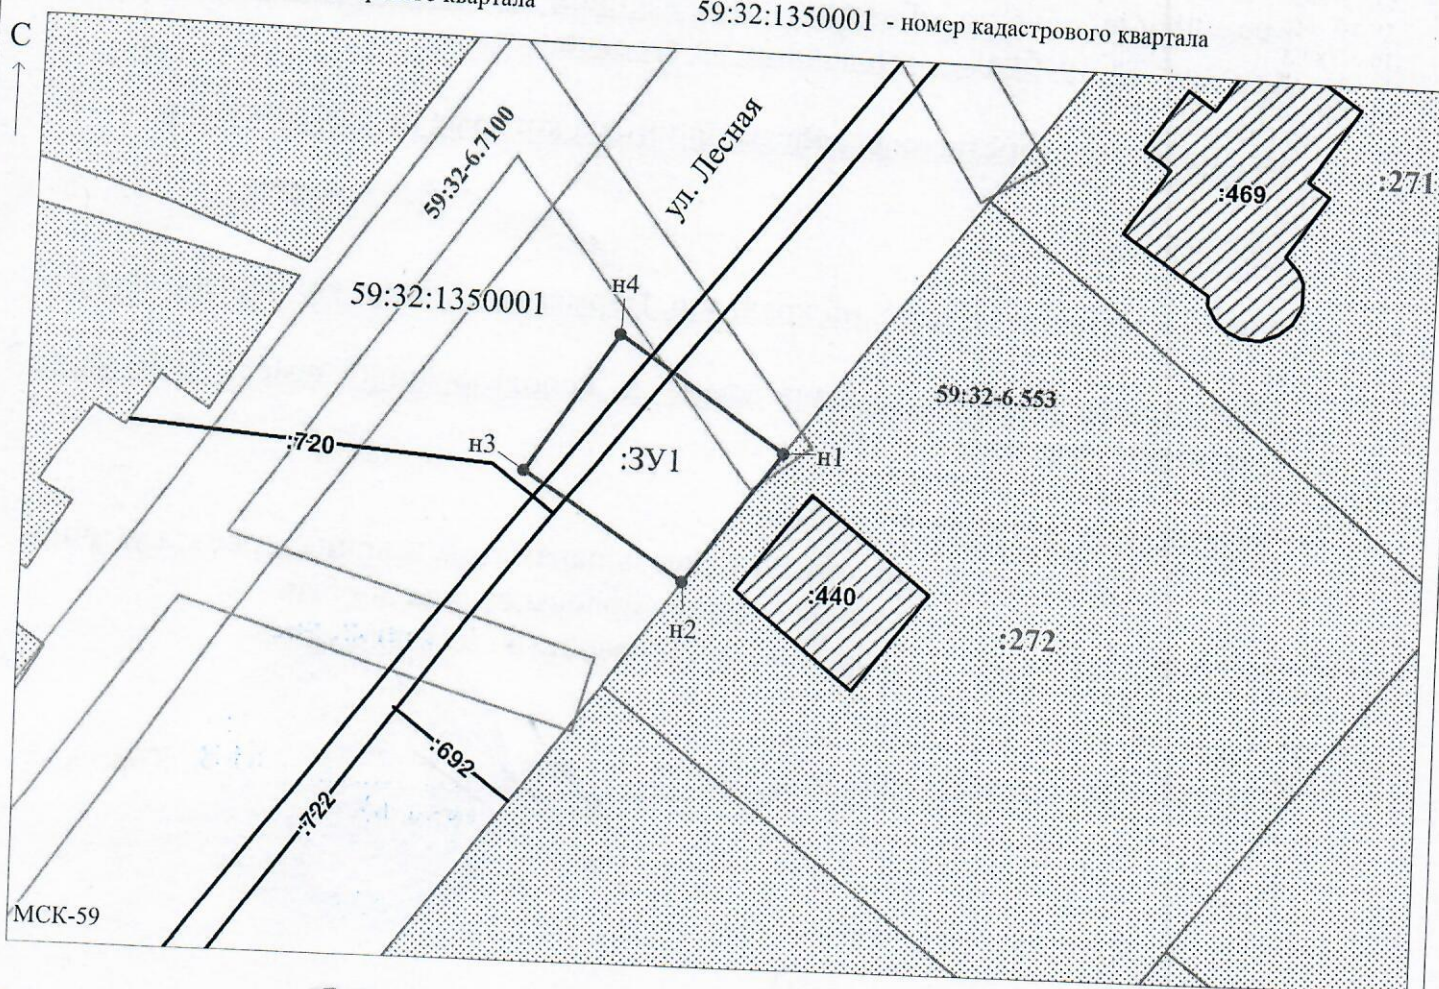 квартала
59:32:1350001 - номер кадастрового квартала
С
59:32-6.7100
ул. Лесная
:469
:271
59:32:1350001
н4
59:32-6.553
:720
н3
:ЗУ1
н1
:440
н2
:272
:692
:722
МСК-59